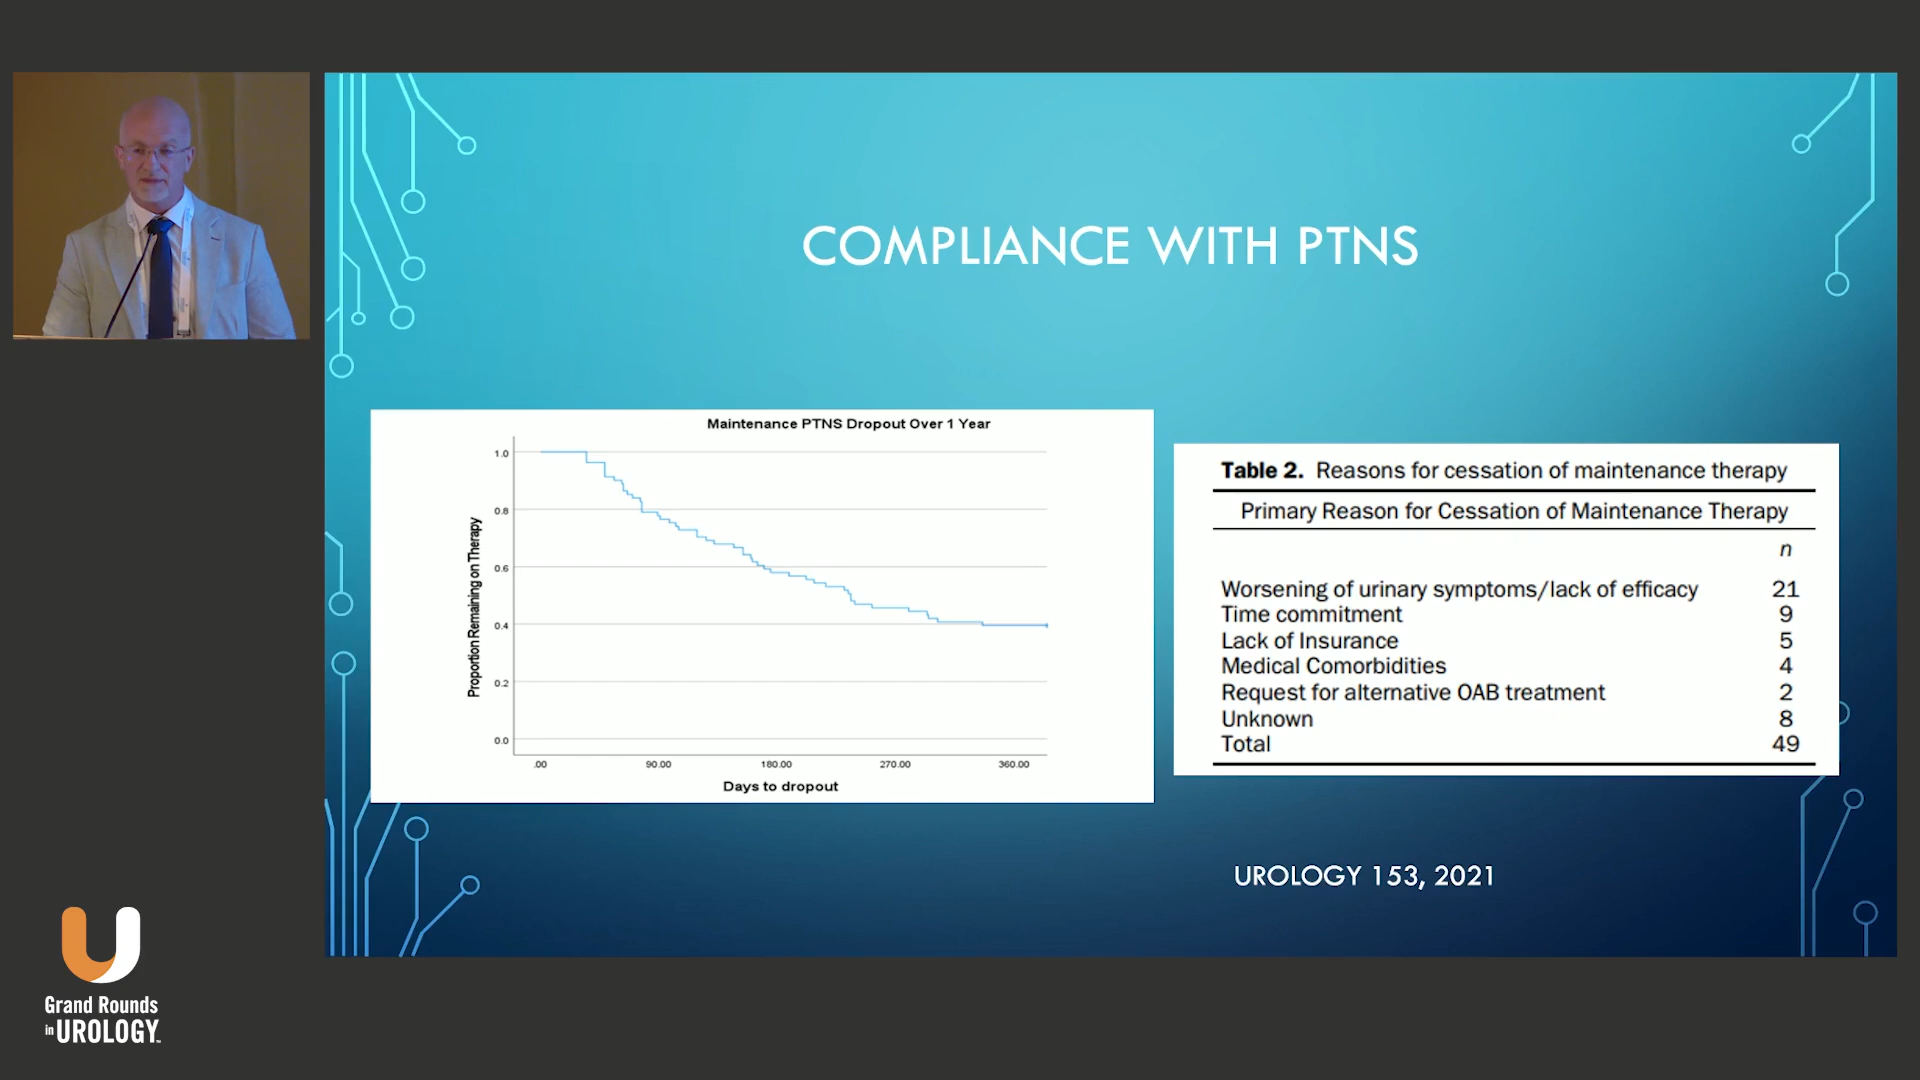 COMPLIANCE WITH PTNS
Maintenance PTNS Dropout Over 1 Year
Proportion Remaining on Therapy
1.0
0.8
0.6
0.4
0.2
0.0
.00 90.00 180.00 270.00 360.00
Days to dropout
Table 2. Reasons for cessation of maintenance therapy
Primary Reason for Cessation of Maintenance Therapy
n
Worsening of urinary symptoms/lack of efficacy 21
Time commitment 9
Lack of Insurance 5
Medical Comorbidities 4
Request for alternative OAB treatment 2
Unknown 8
Total 49
UROLOGY 153, 2021
Grand Rounds
in UROLOGY™